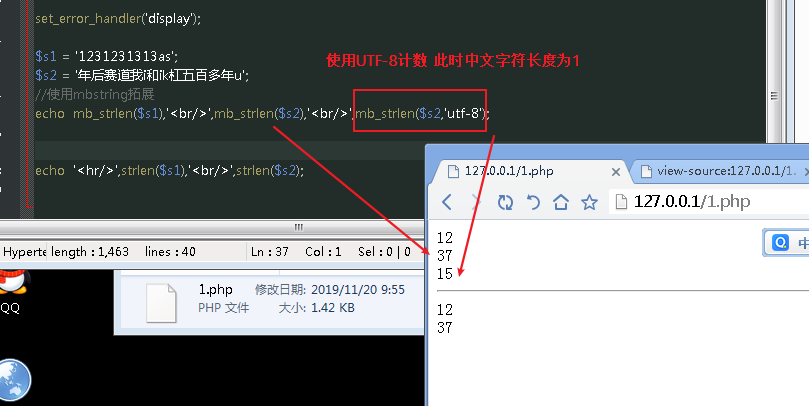 set_error_handler('display');
$s1 = '1231231313as';
$s2 = '年后赛道我i和ik杠五百多年u';
使用UTF-8计数 此时中文字符长度为1
//使用mbstring拓展
echo mb_strlen($s1),'<br/>',mb_strlen($s2),'<br/>',mb_strlen($s2,'utf-8');
echo '<hr/>',strlen($s1),'<br/>',strlen($s2);
127.0.0.1/1.php
view-source:127.0.0.1/1.
127.0.0.1/1.php
12
37
15
12
37
中
Hyperte length : 1,463 lines : 40 Ln : 37 Col : 1 Sel : 0 | 0
QQ
1.php 修改日期: 2019/11/20 9:55
PHP 文件 大小: 1.42 KB